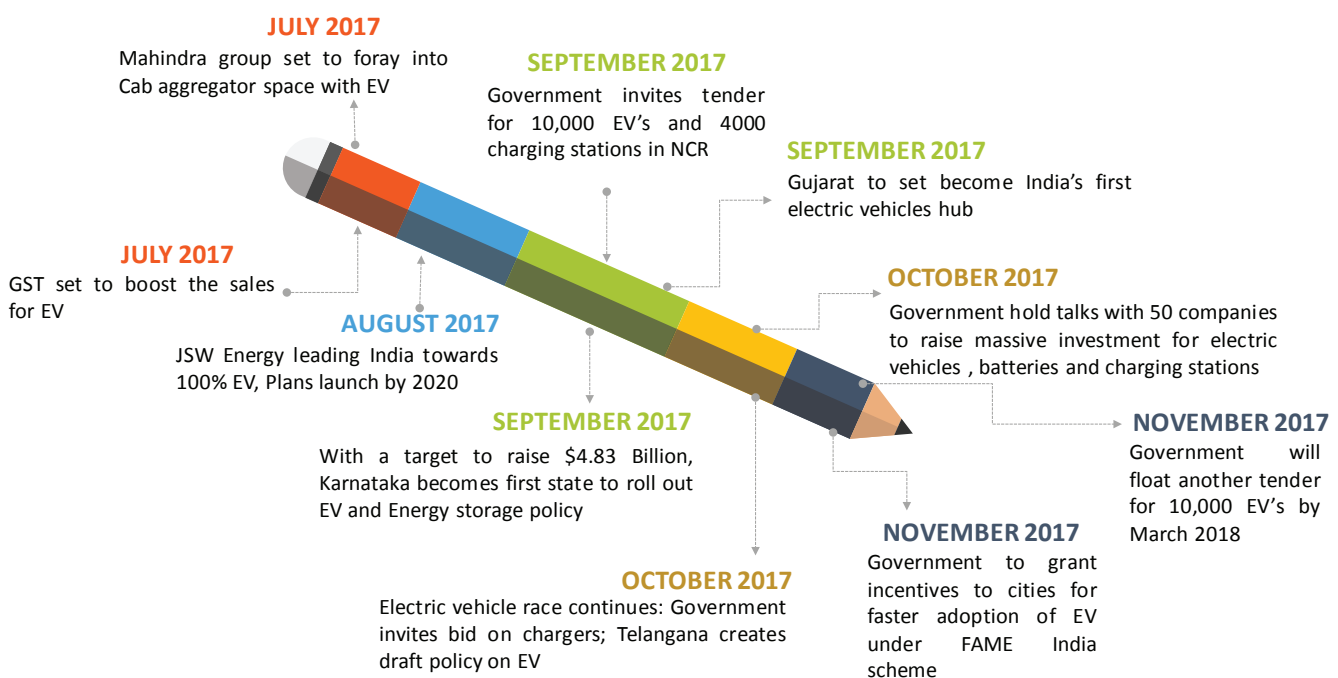 JULY 2017
Mahindra group set to foray into
Cab aggregator space with EV
SEPTEMBER 2017
Government invites tender
for 10,000 EV's and 4000
charging stations in NCR
SEPTEMBER 2017
Gujarat to set become India's first
electric vehicles hub
JULY 2017
GST set to boost the sales
for EV
AUGUST 2017
JSW Energy leading India towards
100% EV, Plans launch by 2020
OCTOBER 2017
Government hold talks with 50 companies
to raise massive investment for electric
vehicles , batteries and charging stations
SEPTEMBER 2017
With a target to raise $4.83 Billion,
Karnataka becomes first state to roll out
EV and Energy storage policy
NOVEMBER 2017
Government will
float another tender
for 10,000 EV's by
March 2018
OCTOBER 2017
Electric vehicle race continues: Government
invites bid on chargers; Telangana creates
draft policy on EV
NOVEMBER 2017
Government to grant
incentives to cities for
faster adoption of EV
under FAME India
scheme